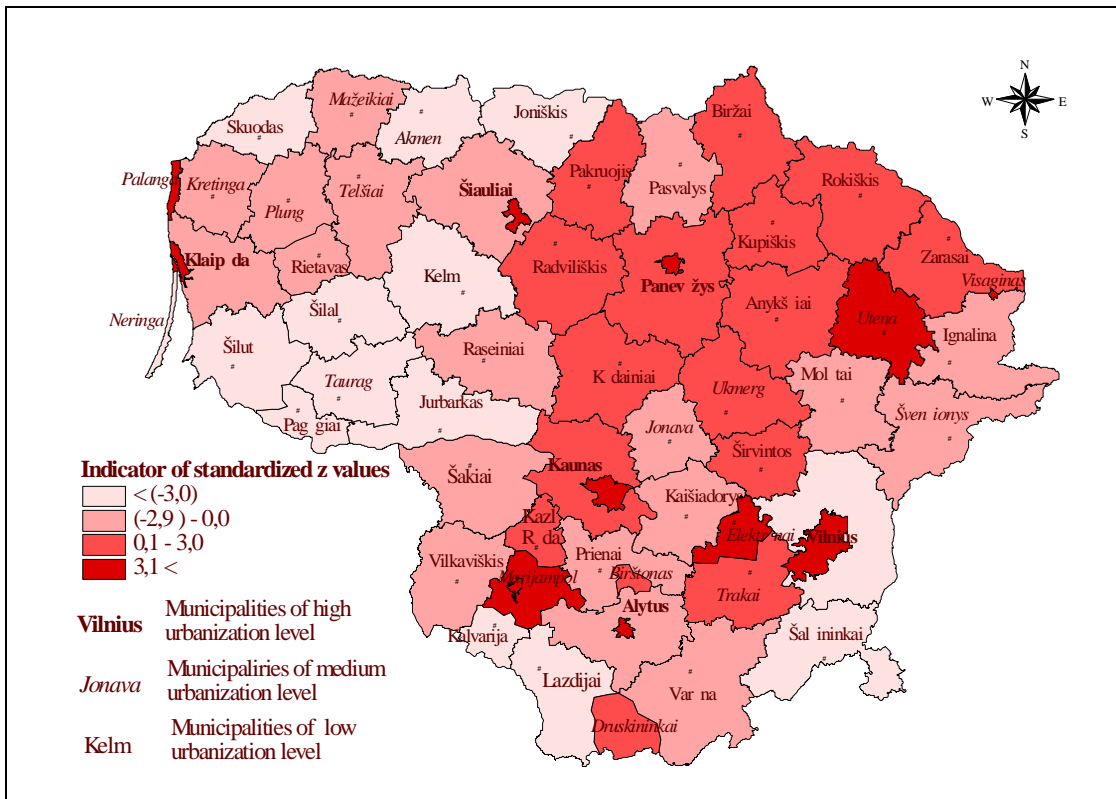 N
W E
S
Mažeikiai
Skuodas
Akmen
Joniškis
Biržai
Palanga
Kretinga
Plung
Telšiai
Šiauliai
Pakruojis
Pasvalys
Rokiškis
Klaip da
Rietavas
Kelm
Radviliškis
Panev žys
Kupiškis
Zarasai
Visaginas
Neringa
Šilal
Anykš iai
Utena
Ignalina
Šilut
Taurag
Raseiniai
K dainiai
Ukmerg
Mol tai
Šven ionys
Pag giai
Jurbarkas
Jonava
Širvintos
Indicator of standardized z values
< (-3,0)
(-2,9 ) - 0,0
0,1 - 3,0
3,1 <
Šakiai
Kaunas
Kaišiadorys
Elektr nai
Vilnius
Kazl
R da
Vilkaviškis
Prienai
Birštonas
Marijampol
Trakai
Alytus
Kalvarija
Šal ininkai
Lazdijai
Var na
Druskininkai
Vilnius Municipalities of high
urbanization level
Jonava Municipaliries of medium
urbanization level
Kelm Municipalities of low
urbanization level